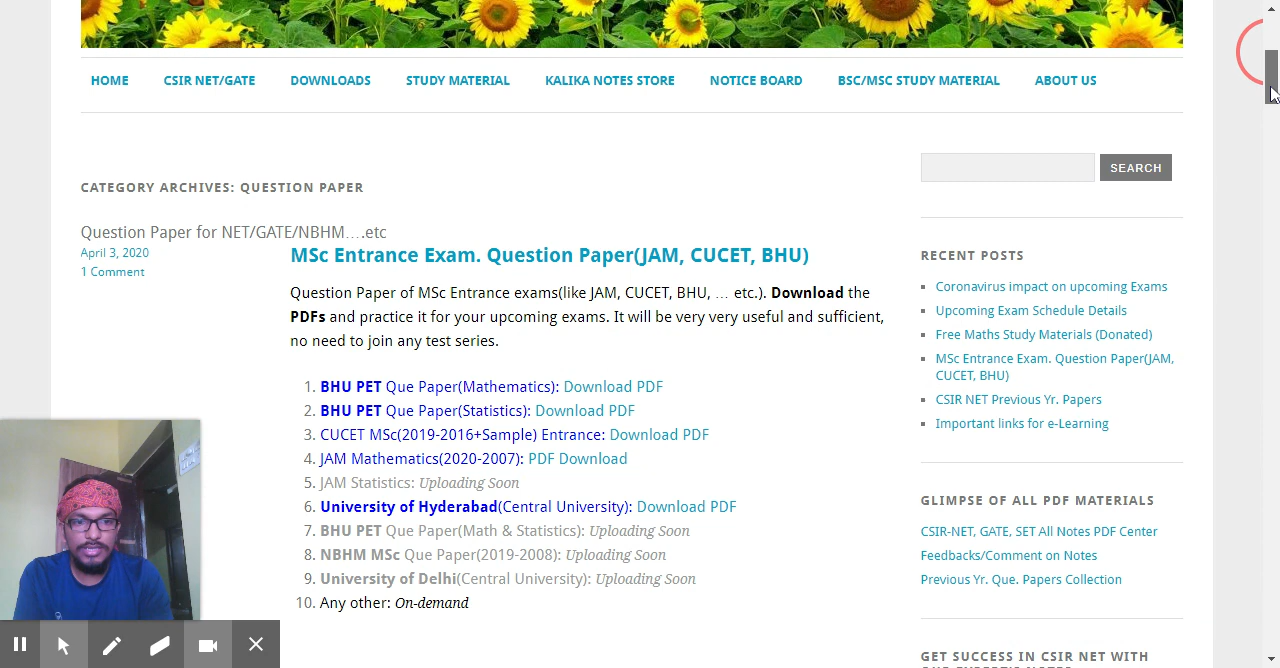 HOME CSIR NET/GATE DOWNLOADS STUDY MATERIAL KALIKA NOTES STORE NOTICE BOARD BSC/MSC STUDY MATERIAL ABOUT US
CATEGORY ARCHIVES: QUESTION PAPER
Question Paper for NET/GATE/NBHM….etc
April 3, 2020
1 Comment
MSc Entrance Exam. Question Paper(JAM, CUCET, BHU)
Question Paper of MSc Entrance exams(like JAM, CUCET, BHU, … etc.). Download the
PDFs and practice it for your upcoming exams. It will be very very useful and sufficient,
no need to join any test series.
1. BHU PET Que Paper(Mathematics): Download PDF
2. BHU PET Que Paper(Statistics): Download PDF
3. CUCET MSc(2019-2016+Sample) Entrance: Download PDF
4. JAM Mathematics(2020-2007): PDF Download
5. JAM Statistics: Uploading Soon
6. University of Hyderabad(Central University): Download PDF
7. BHU PET Que Paper(Math & Statistics): Uploading Soon
8. NBHM MSc Que Paper(2019-2008): Uploading Soon
9. University of Delhi(Central University): Uploading Soon
10. Any other: On-demand
SEARCH
RECENT POSTS
Coronavirus impact on upcoming Exams
Upcoming Exam Schedule Details
Free Maths Study Materials (Donated)
MSc Entrance Exam. Question Paper(JAM,
CUCET, BHU)
CSIR NET Previous Yr. Papers
Important links for e-Learning
GLIMPSE OF ALL PDF MATERIALS
CSIR-NET, GATE, SET All Notes PDF Center
Feedbacks/Comment on Notes
Previous Yr. Que. Papers Collection
GET SUCCESS IN CSIR NET WITH